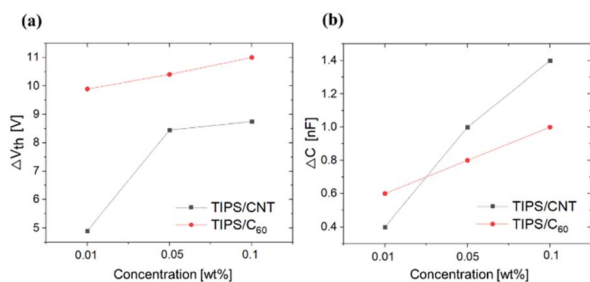 (a)
11
10
9
8
7
6
5
ΔVth [V]
TIPS/CNT
TIPS/C60
0.01 0.05 0.1
Concentration [wt%]
(b)
1.4
1.2
1.0
0.8
0.6
0.4
ΔC [nF]
TIPS/CNT
TIPS/C60
0.01 0.05 0.1
Concentration [wt%]